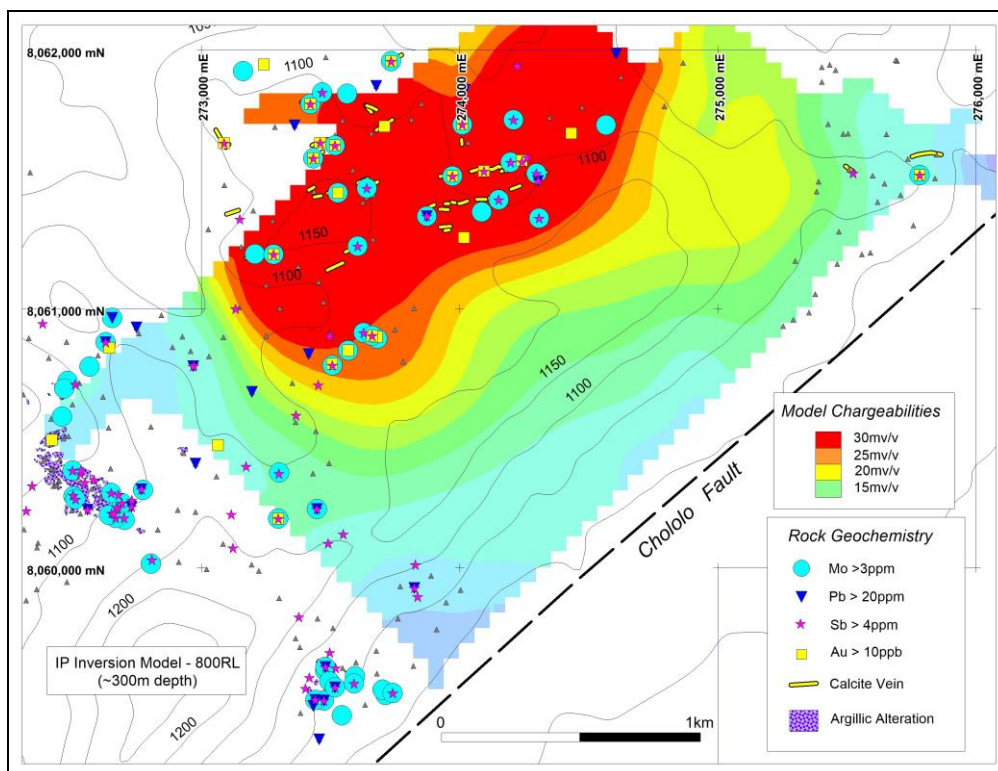 8,062,000 mN
273,000 mE
274,000 mE
275,000 mE
276,000 mE
1100
1100
1150
1100
8,061,000 mN
1150
1100
Model Chargeabilities
30mv/v
25mv/v
20mv/v
15mv/v
Chololo Fault
Rock Geochemistry
Mo >3ppm
Pb > 20ppm
Sb > 4ppm
Au > 10ppb
Calcite Vein
Argillic Alteration
1100
8,060,000 mN
1200
IP Inversion Model - 800RL
(~300m depth)
1200
0
1km